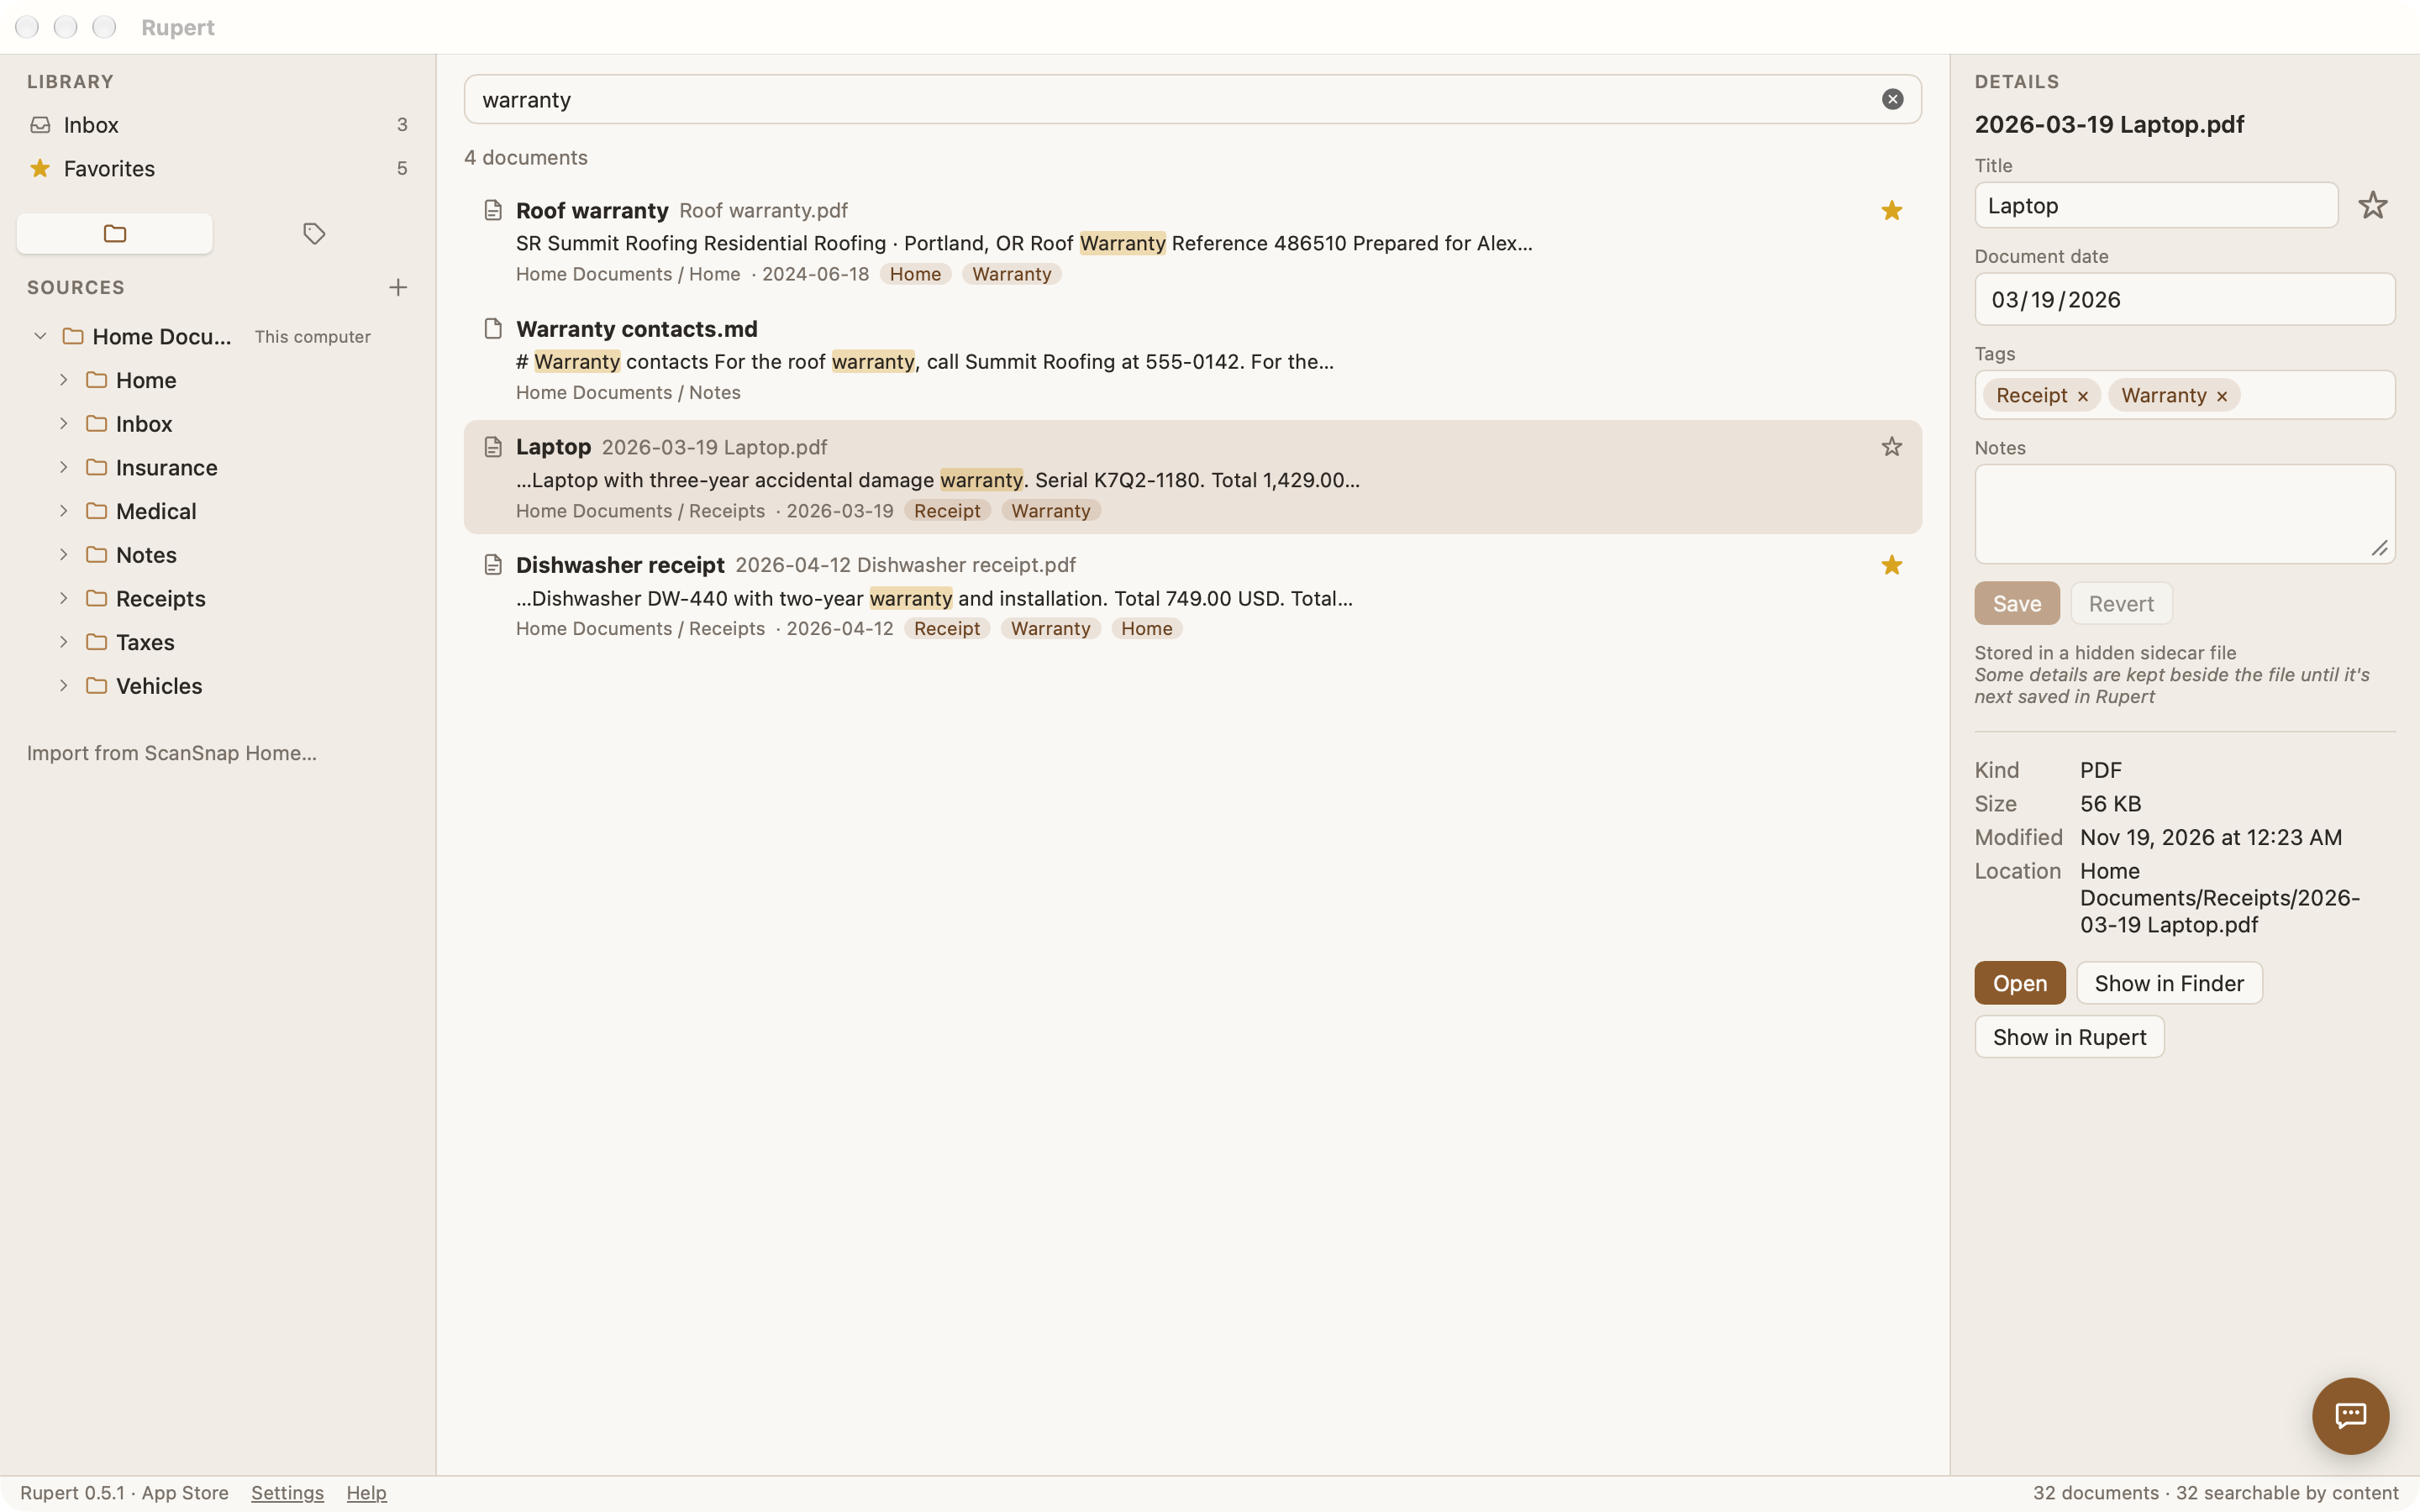 Rupert
LIBRARY
Inbox 3
Favorites 5
SOURCES
Home Docu... This computer
Home
Inbox
Insurance
Medical
Notes
Receipts
Taxes
Vehicles
Import from ScanSnap Home...
warranty
4 documents
Roof warranty Roof warranty.pdf
SR Summit Roofing Residential Roofing · Portland, OR Roof Warranty Reference 486510 Prepared for Alex...
Home Documents / Home · 2024-06-18 Home Warranty
Warranty contacts.md
# Warranty contacts For the roof warranty, call Summit Roofing at 555-0142. For the...
Home Documents / Notes
Laptop 2026-03-19 Laptop.pdf
...Laptop with three-year accidental damage warranty. Serial K7Q2-1180. Total 1,429.00...
Home Documents / Receipts · 2026-03-19 Receipt Warranty
Dishwasher receipt 2026-04-12 Dishwasher receipt.pdf
...Dishwasher DW-440 with two-year warranty and installation. Total 749.00 USD. Total...
Home Documents / Receipts · 2026-04-12 Receipt Warranty Home
DETAILS
2026-03-19 Laptop.pdf
Title
Laptop
Document date
03/19/2026
Tags
Receipt × Warranty ×
Notes
Save Revert
Stored in a hidden sidecar file
Some details are kept beside the file until it's
next saved in Rupert
Kind PDF
Size 56 KB
Modified Nov 19, 2026 at 12:23 AM
Location Home
Documents/Receipts/2026-
03-19 Laptop.pdf
Open Show in Finder
Show in Rupert
Rupert 0.5.1 · App Store Settings Help
32 documents · 32 searchable by content